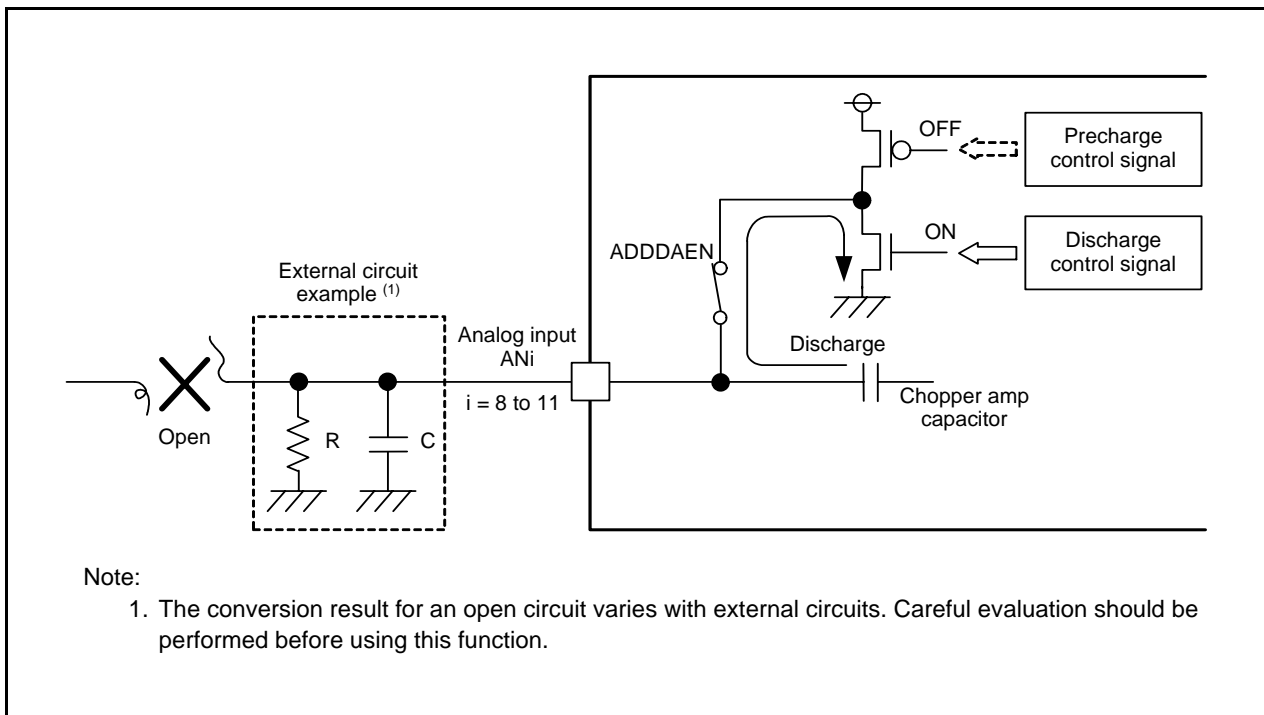 OFF
Precharge
control signal
ADDDAEN
ON
Discharge
control signal
External circuit
example (1)
Analog input
ANi
Discharge
i = 8 to 11
Chopper amp
capacitor
Open
R
C
Note:
1. The conversion result for an open circuit varies with external circuits. Careful evaluation should be
performed before using this function.